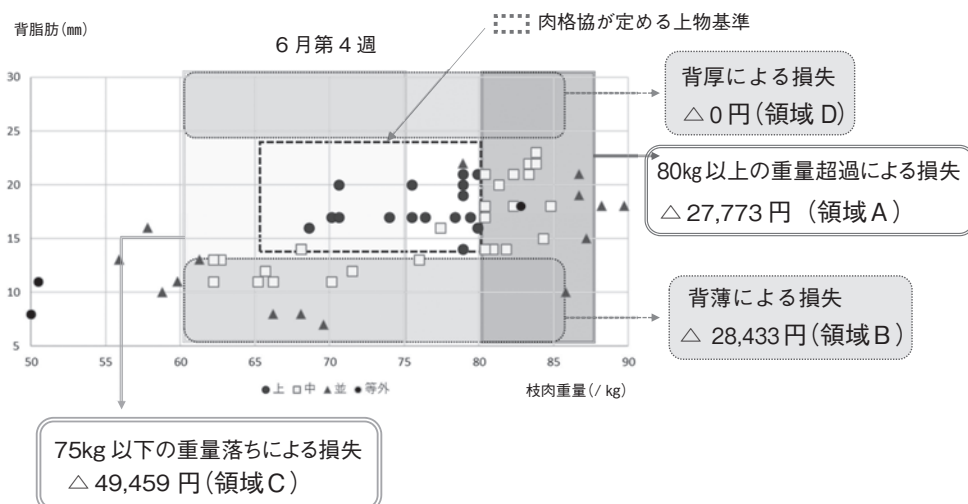 背脂肪(mm)
6月第4週
肉格協が定める上物基準
30
25
20
15
10
5
50
55
60
65
70
75
80
85
90
●上 □中 ▲並 ●等外
枝肉重量(/kg)
背厚による損失
△0円(領域D)
80kg以上の重量超過による損失
△27,773円(領域A)
背薄による損失
△28,433円(領域B)
75kg以下の重量落ちによる損失
△49,459円(領域C)